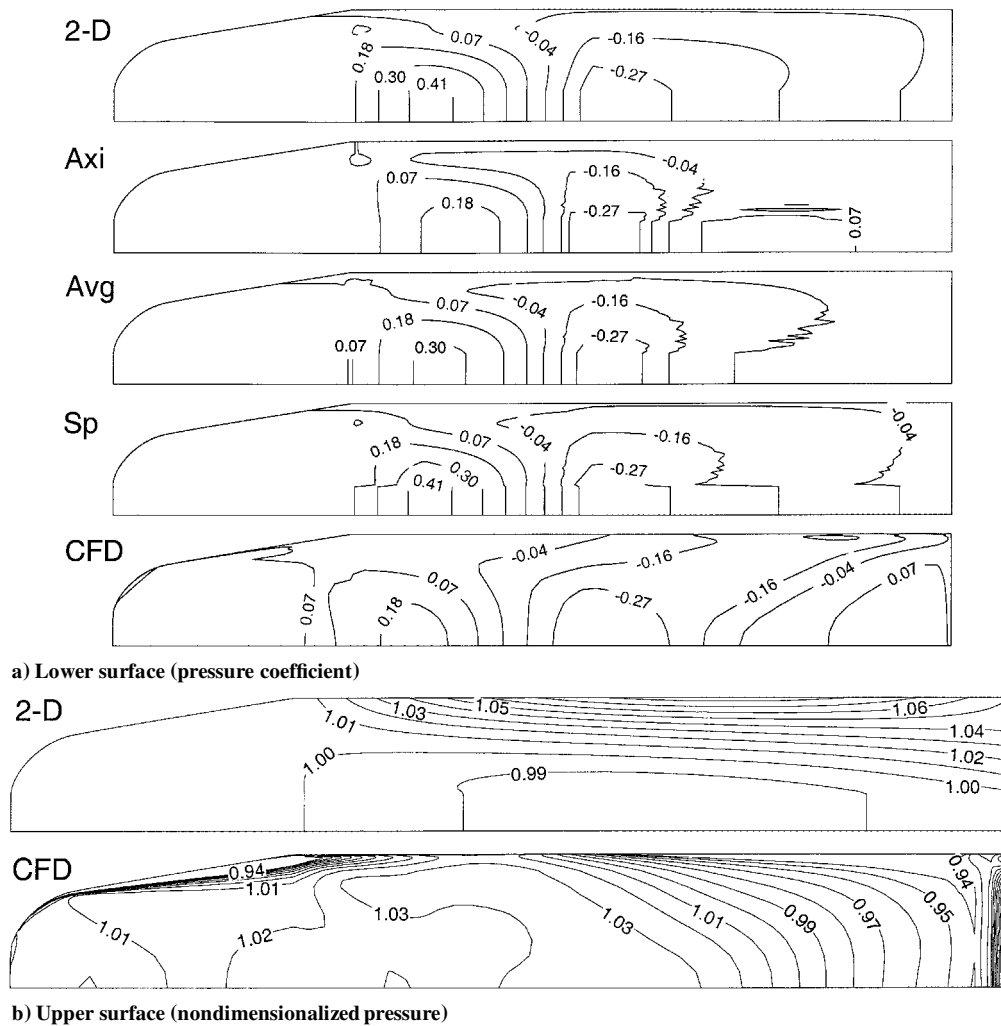 2-D
0.18 0.07 -0.04 -0.16
0.30 0.41 -0.27
Axi
-0.04
0.07 -0.16
0.18 -0.27 0.07
Avg
0.07 -0.04 -0.16
0.18
0.07 0.30 -0.27
Sp
0.18 0.07 -0.04 -0.16 -0.04
0.41 0.30 -0.27
CFD
-0.04
-0.16
0.07 0.07 -0.16 -0.04 0.07
0.18 -0.27
a) Lower surface (pressure coefficient)
2-D
1.01 1.03 1.05 1.06
1.04
1.00 1.02
0.99 1.00
CFD
0.94 0.94
1.01
1.03
1.01 1.02 1.03 1.01 0.99 0.97 0.95
b) Upper surface (nondimensionalized pressure)